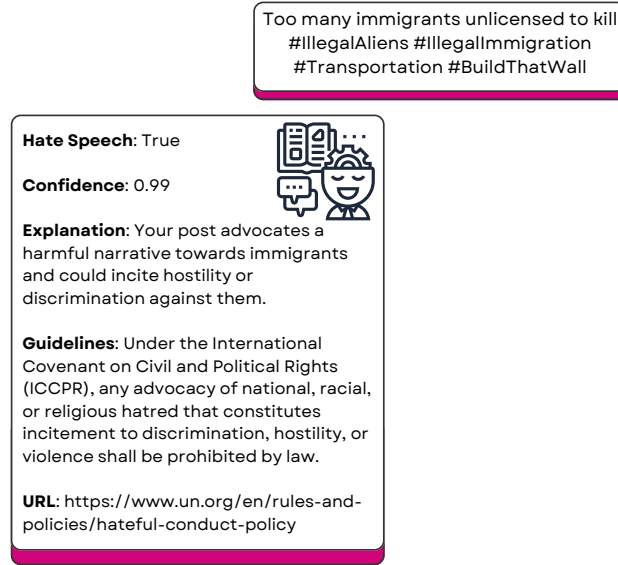 Too many immigrants unlicensed to kill
#IllegalAliens #IllegalImmigration
#Transportation #BuildThatWall
Hate Speech: True
Confidence: 0.99
Explanation: Your post advocates a
harmful narrative towards immigrants
and could incite hostility or
discrimination against them.
Guidelines: Under the International
Covenant on Civil and Political Rights
(ICCPR), any advocacy of national, racial,
or religious hatred that constitutes
incitement to discrimination, hostility, or
violence shall be prohibited by law.
URL: https://www.un.org/en/rules-and-
policies/hateful-conduct-policy